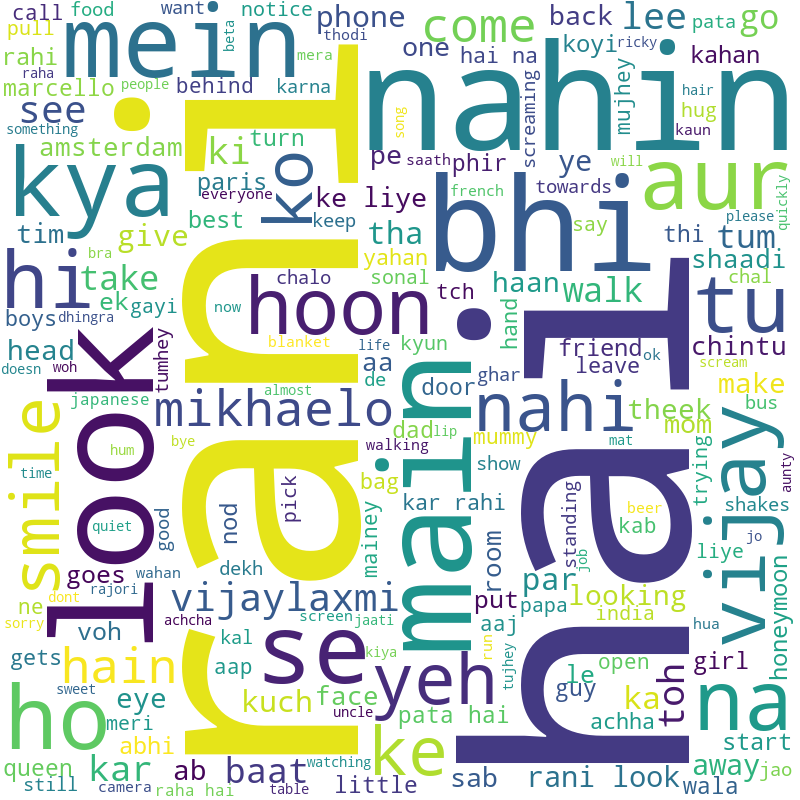 call food want notice phone come back lee pata go
pull mein beta thodi one hai na koyi ricky kahan
rahi raha mera nahin
marcello people behind karna screaming mujhey hair hug
see song kaun
something
amsterdam ki turn pe saath phir ye aur will quickly
kya paris ko ke liye french towards
everyone bhi say please
tim give best keep tha thi tum
hi bra yahan haan shaadi
take chalo sonal tch walk chal tu
ek gayi now hoon hand
boys dhingra blanket life kyun friend ok chintu
head woh tumhey aa leave scream
doesn almost de door ghar make
japanese mikhaelo main nahi theek bus
look rani hai
smile hum bye dad lip mummy mat mom vijay
time walking show trying aunty
quiet good nod pick bag kar rahi standing kab beer shakes
goes wahan dekh mainey room job liye jo
ne dont rajori vijaylaxmi put par looking honeymoon
sorry voh achcha screen jaati aaj papa india hua
gets hain kal se kiya run tujhey le open girl
aap yeh guy toh na
ho sweet eye kuch face ka
meri uncle pata hai achha start
abhi
queen kar ab baat watching ke sab rani look away jao
still camera raha hai table little wala